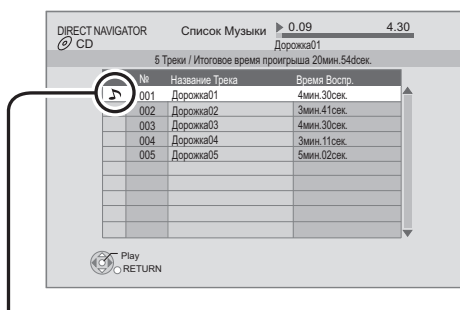 DIRECT NAVIGATOR Список Музыки 0.09 4.30
CD Дорожка01
5 Треки / Итоговое время проигрыша 20мин.54dсек.
№ Название Трека Время Воспр.
001 Дорожка01 4мин.30сек.
002 Дорожка02 3мин.41сек.
003 Дорожка03 4мин.30сек.
004 Дорожка04 3мин.11сек.
005 Дорожка05 5мин.02сек.
Play
RETURN